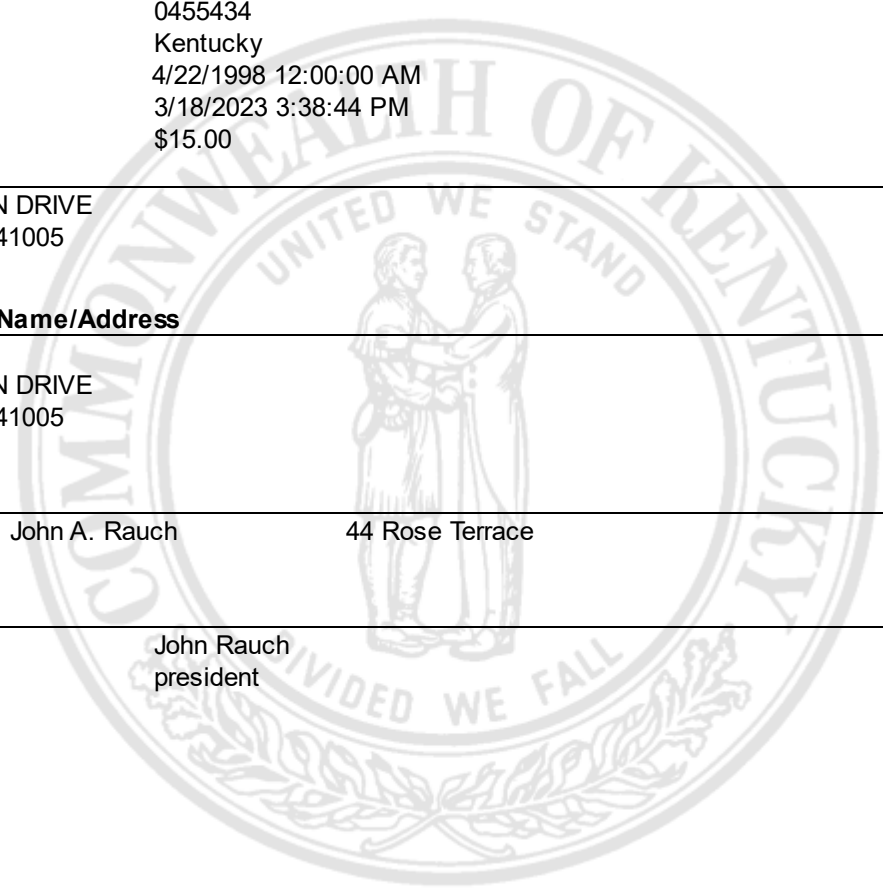 0455434
Kentucky
4/22/1998 12:00:00 AM
3/18/2023 3:38:44 PM
$15.00
N DRIVE
41005
Name/Address
N DRIVE
41005
John A. Rauch 44 Rose Terrace
John Rauch
president
COMMONWEALTH OF KENTUCKY
UNITED WE STAND
DIVIDED WE FALL